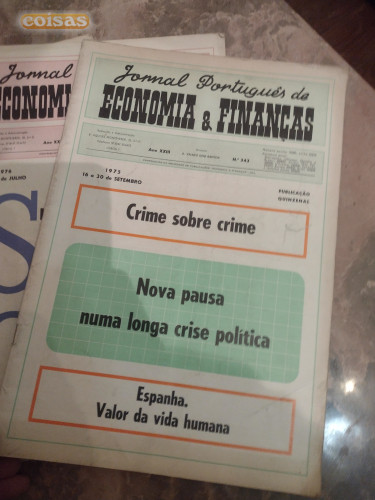 coisas
Jornal
ECONOMI
JULHO
Jornal Português de
ECONOMIA & FINANÇAS
Ano XXIII
N.º 343
1975
16 a 30 de SETEMBRO
PUBLICAÇÃO
QUINZENAL
Crime sobre crime
Nova pausa
numa longa crise política
Espanha.
Valor da vida humana